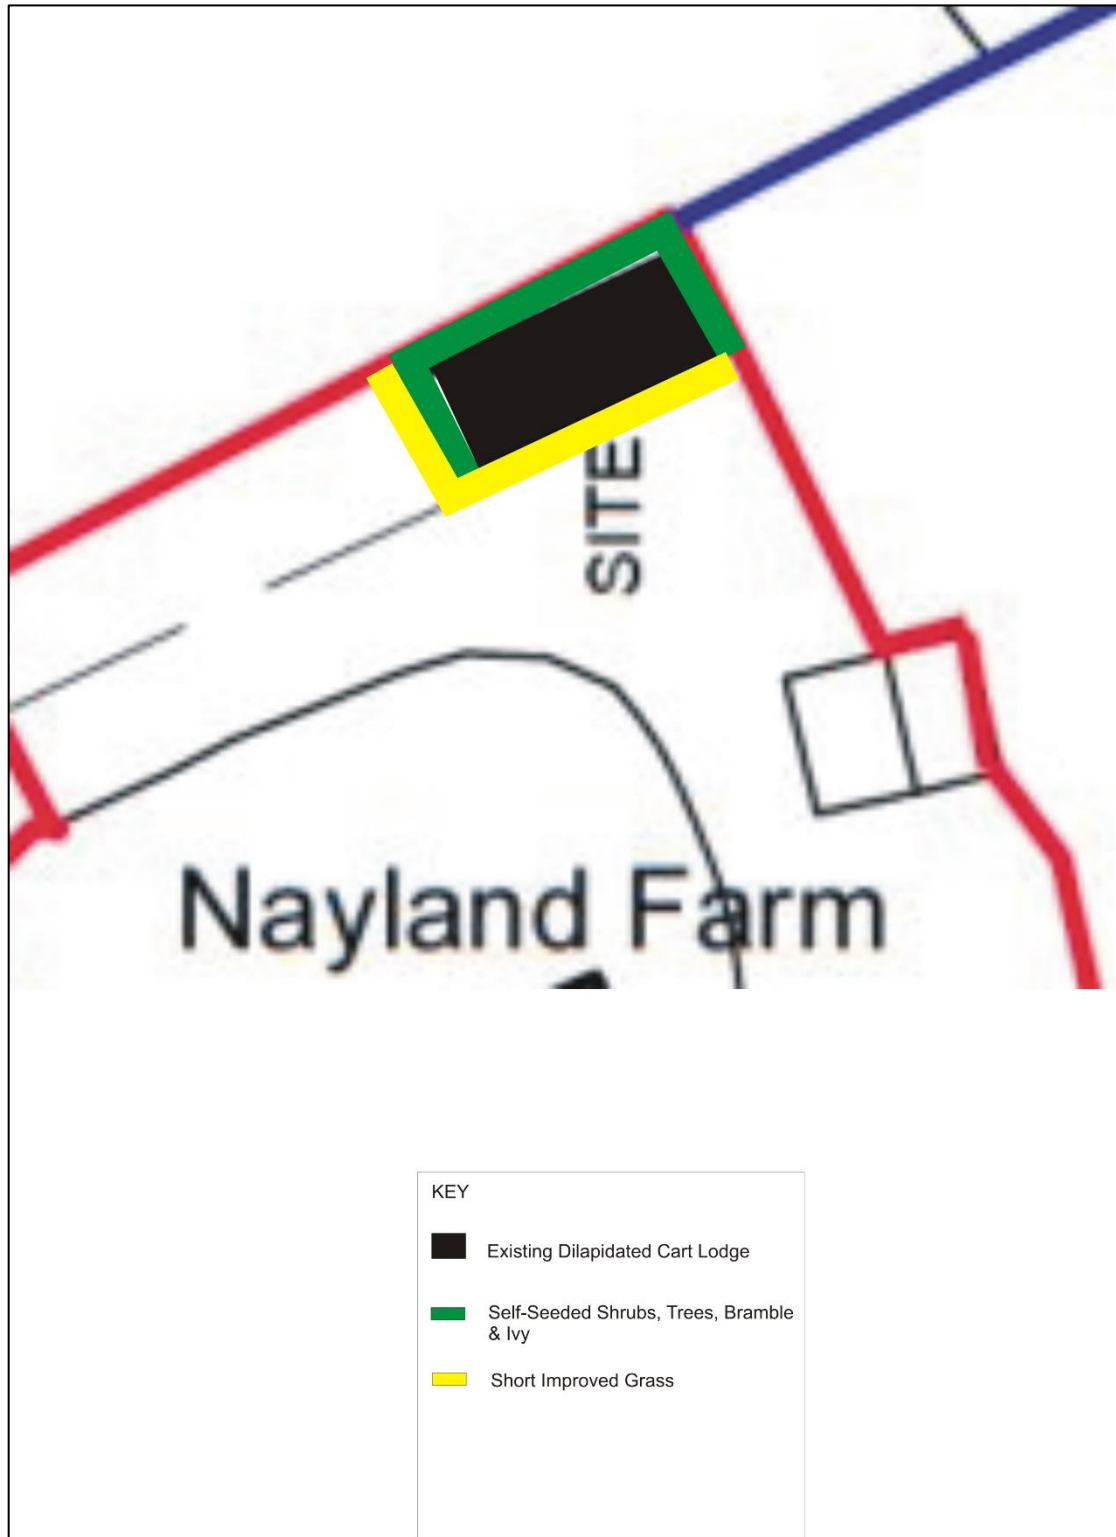 SITE
Nayland Farm
KEY
Existing Dilapidated Cart Lodge
Self-Seeded Shrubs, Trees, Bramble
& Ivy
Short Improved Grass